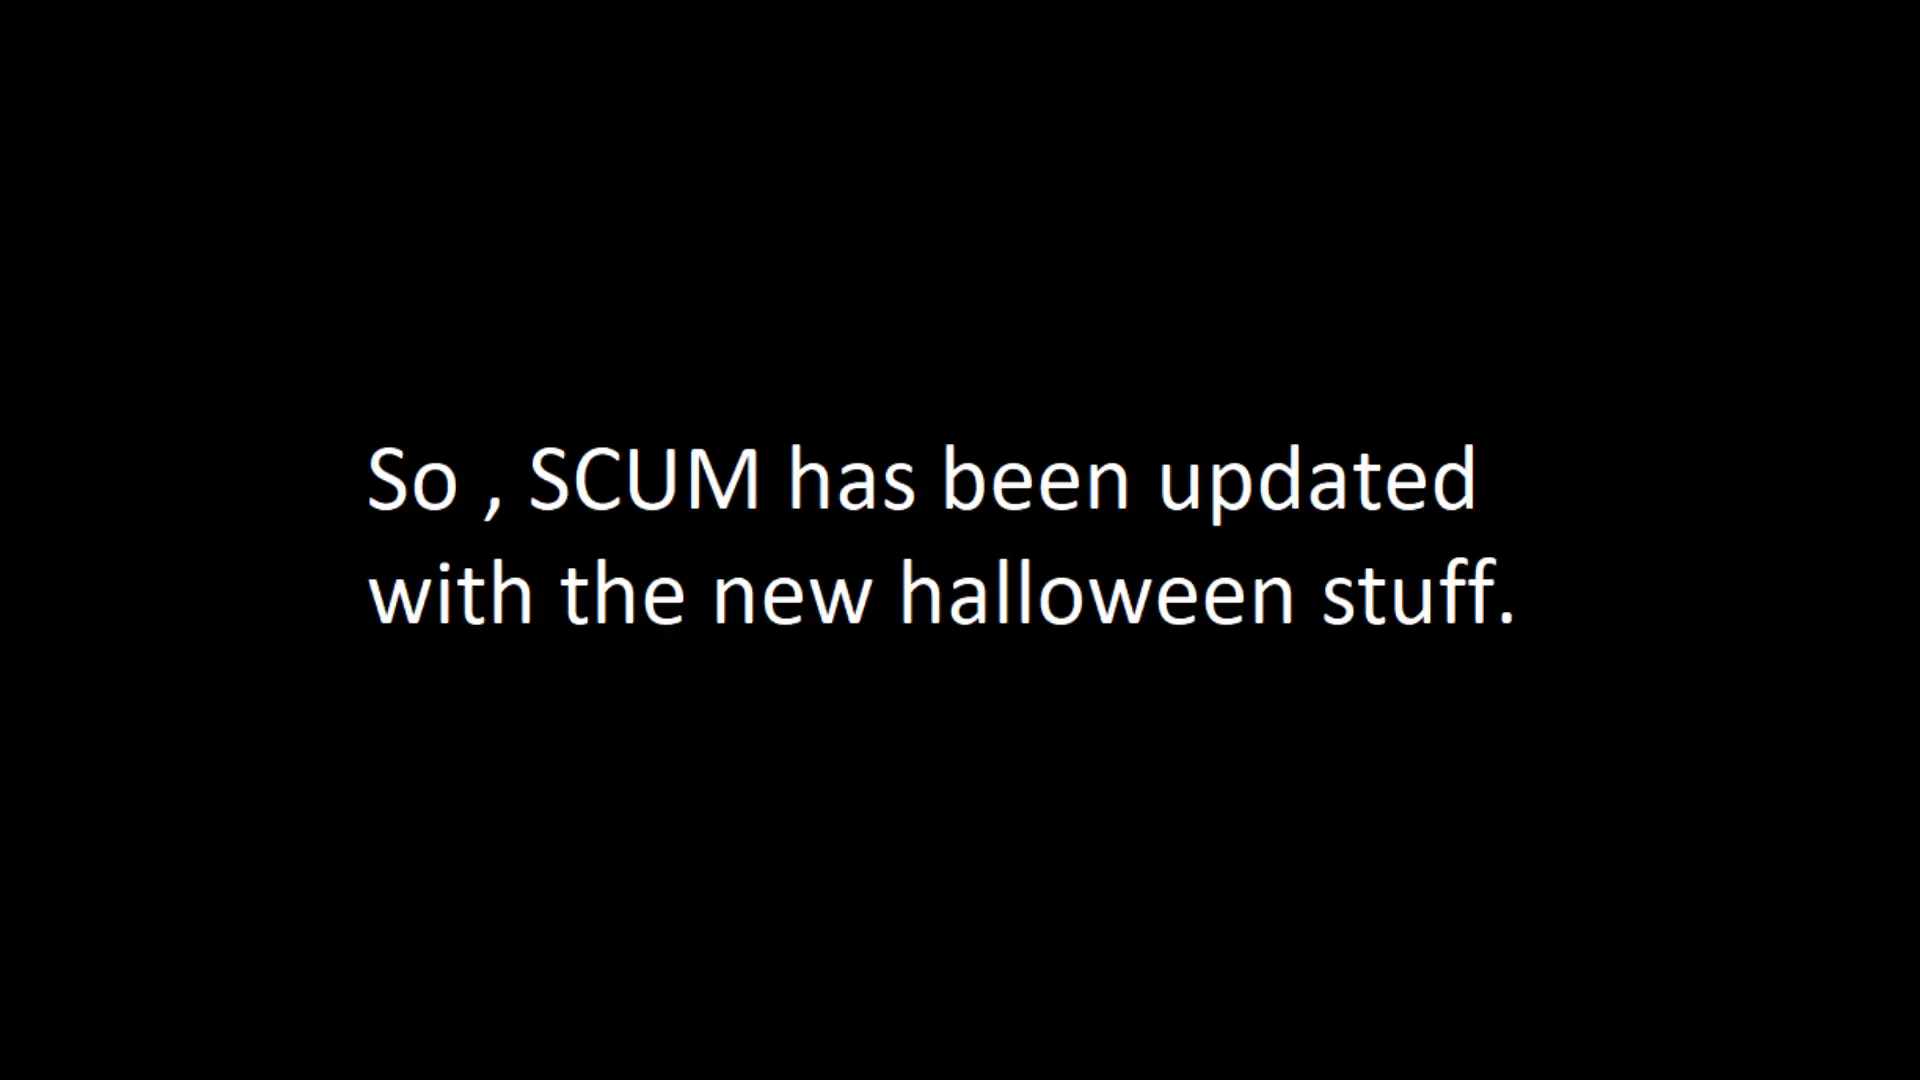 So , SCUM has been updated
with the new halloween stuff.